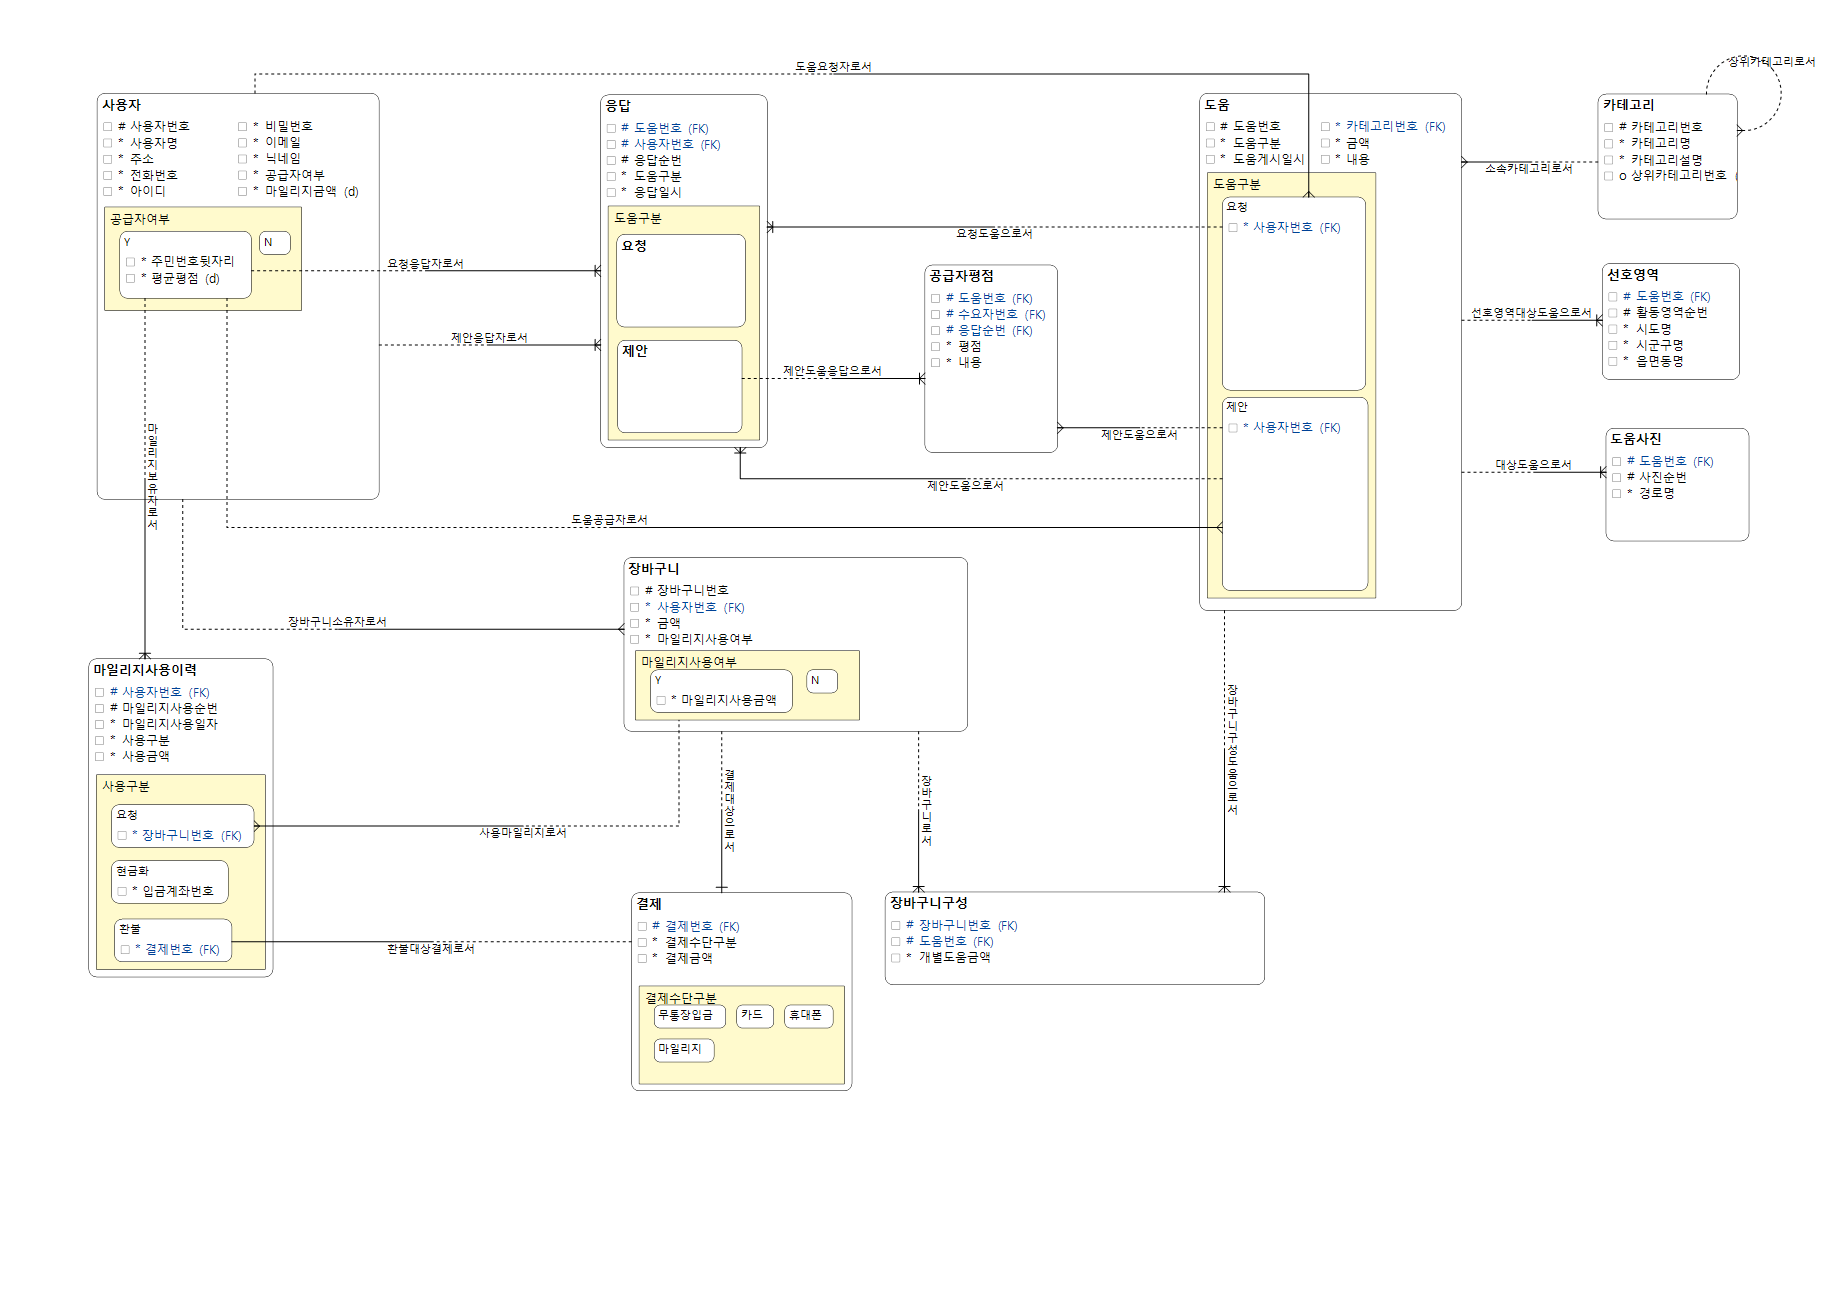 도움요청자로서
상위카테고리로서
사용자
# 사용자번호
* 사용자명
* 주소
* 전화번호
* 아이디
* 비밀번호
* 이메일
* 닉네임
* 공급자여부
* 마일리지금액 (d)
공급자여부
Y
* 주민번호뒷자리
* 평균평점 (d)
N
응답
# 도움번호 (FK)
# 사용자번호 (FK)
# 응답순번
* 도움구분
* 응답일시
도움구분
요청
제안
도움
# 도움번호
* 도움구분
* 도움게시일시
* 카테고리번호 (FK)
* 금액
* 내용
도움구분
요청
* 사용자번호 (FK)
제안
* 사용자번호 (FK)
카테고리
# 카테고리번호
* 카테고리명
* 카테고리설명
o 상위카테고리번호 (
소속카테고리로서
요청도움으로서
요청응답자로서
제안응답자로서
공급자평점
# 도움번호 (FK)
# 수요자번호 (FK)
# 응답순번 (FK)
* 평점
* 내용
제안도움응답으로서
제안도움으로서
제안도움으로서
선호영역
# 도움번호 (FK)
# 활동영역순번
* 시도명
* 시군구명
* 읍면동명
선호영역대상도움으로서
도움사진
# 도움번호 (FK)
# 사진순번
* 경로명
대상도움으로서
마일리지보유자로서
도움공급자로서
장바구니
# 장바구니번호
* 사용자번호 (FK)
* 금액
* 마일리지사용여부
마일리지사용여부
Y
* 마일리지사용금액
N
장바구니소유자로서
마일리지사용이력
# 사용자번호 (FK)
# 마일리지사용순번
* 마일리지사용일자
* 사용구분
* 사용금액
사용구분
요청
* 장바구니번호 (FK)
현금화
* 입금계좌번호
환불
* 결제번호 (FK)
사용마일리지로서
결제대상으로서
장바구니로서
장바구니구성도움으로서
환불대상결제로서
결제
# 결제번호 (FK)
* 결제수단구분
* 결제금액
결제수단구분
무통장입금
카드
휴대폰
마일리지
장바구니구성
# 장바구니번호 (FK)
# 도움번호 (FK)
* 개별도움금액